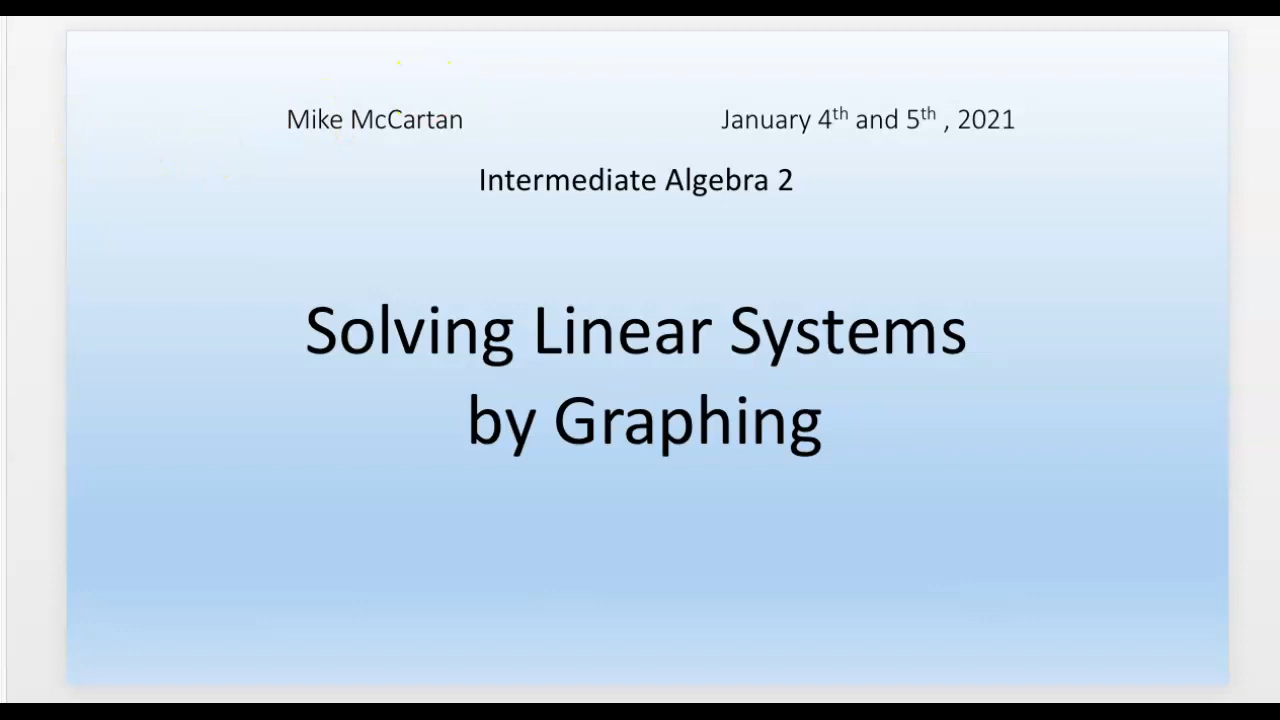 Mike McCartan January 4th and 5th , 2021
Intermediate Algebra 2
Solving Linear Systems
by Graphing